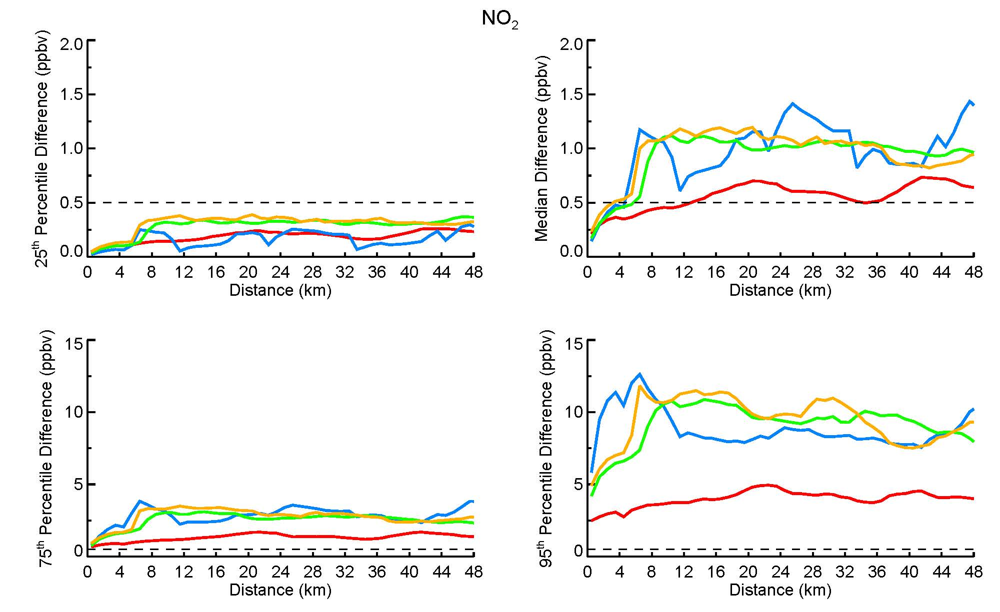 NO₂
25ᵗʰ Percentile Difference (ppbv)
2.0
1.5
1.0
0.5
0.0
0 4 8 12 16 20 24 28 32 36 40 44 48
Distance (km)
Median Difference (ppbv)
2.0
1.5
1.0
0.5
0.0
0 4 8 12 16 20 24 28 32 36 40 44 48
Distance (km)
75ᵗʰ Percentile Difference (ppbv)
15
10
5
0
0 4 8 12 16 20 24 28 32 36 40 44 48
Distance (km)
95ᵗʰ Percentile Difference (ppbv)
15
10
5
0
0 4 8 12 16 20 24 28 32 36 40 44 48
Distance (km)